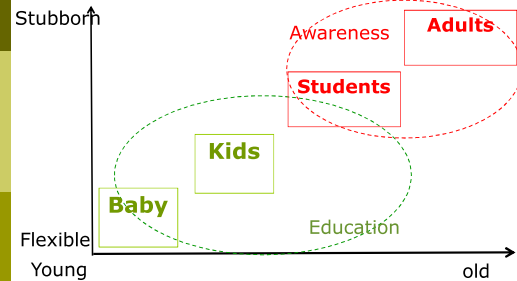 Stubborn
Adults
Awareness
Students
Kids
Baby
Education
Flexible
Young
old